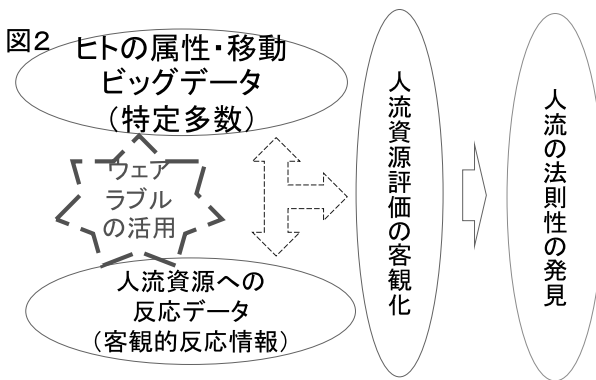 図2
ヒトの属性・移動
ビッグデータ
(特定多数)
ウェア
ラブル
の活用
人流資源への
反応データ
(客観的反応情報)
人流資源評価の客観化
人流の法則性の発見